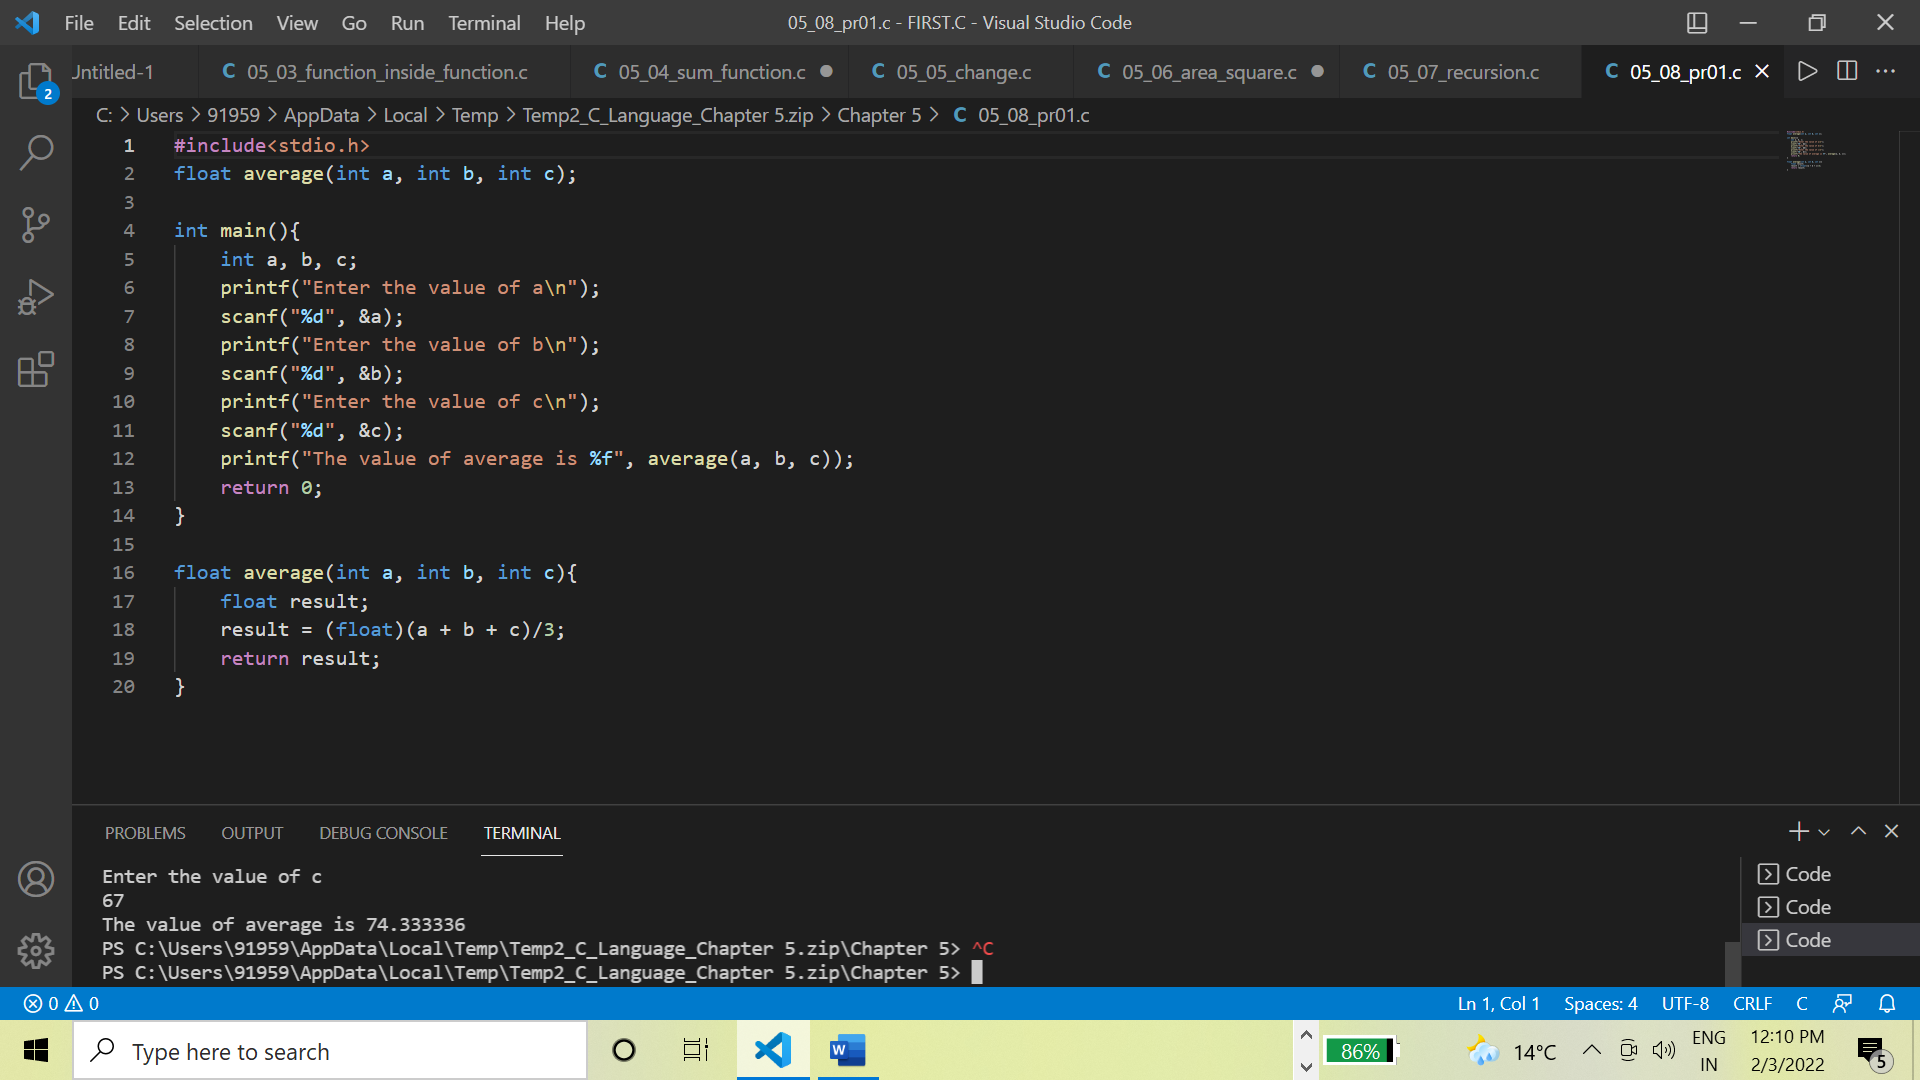 File Edit Selection View Go Run Terminal Help 05_08_pr01.c - FIRST.C - Visual Studio Code
Untitled-1 C 05_03_function_inside_function.c C 05_04_sum_function.c C 05_05_change.c C 05_06_area_square.c C 05_07_recursion.c C 05_08_pr01.c
2
C: > Users > 91959 > AppData > Local > Temp > Temp2_C_Language_Chapter 5.zip > Chapter 5 > C 05_08_pr01.c
1 #include<stdio.h>
2 float average(int a, int b, int c);
3
4 int main(){
5 int a, b, c;
6 printf("Enter the value of a\n");
7 scanf("%d", &a);
8 printf("Enter the value of b\n");
9 scanf("%d", &b);
10 printf("Enter the value of c\n");
11 scanf("%d", &c);
12 printf("The value of average is %f", average(a, b, c));
13 return 0;
14 }
15
16 float average(int a, int b, int c){
17 float result;
18 result = (float)(a + b + c)/3;
19 return result;
20 }
PROBLEMS OUTPUT DEBUG CONSOLE TERMINAL
Enter the value of c
67
The value of average is 74.333336
PS C:\Users\91959\AppData\Local\Temp\Temp2_C_Language_Chapter 5.zip\Chapter 5> ^C
PS C:\Users\91959\AppData\Local\Temp\Temp2_C_Language_Chapter 5.zip\Chapter 5>
Code
Code
Code
0 0 Ln 1, Col 1 Spaces: 4 UTF-8 CRLF C
Type here to search W 86% 14°C ENG IN 12:10 PM 2/3/2022 5